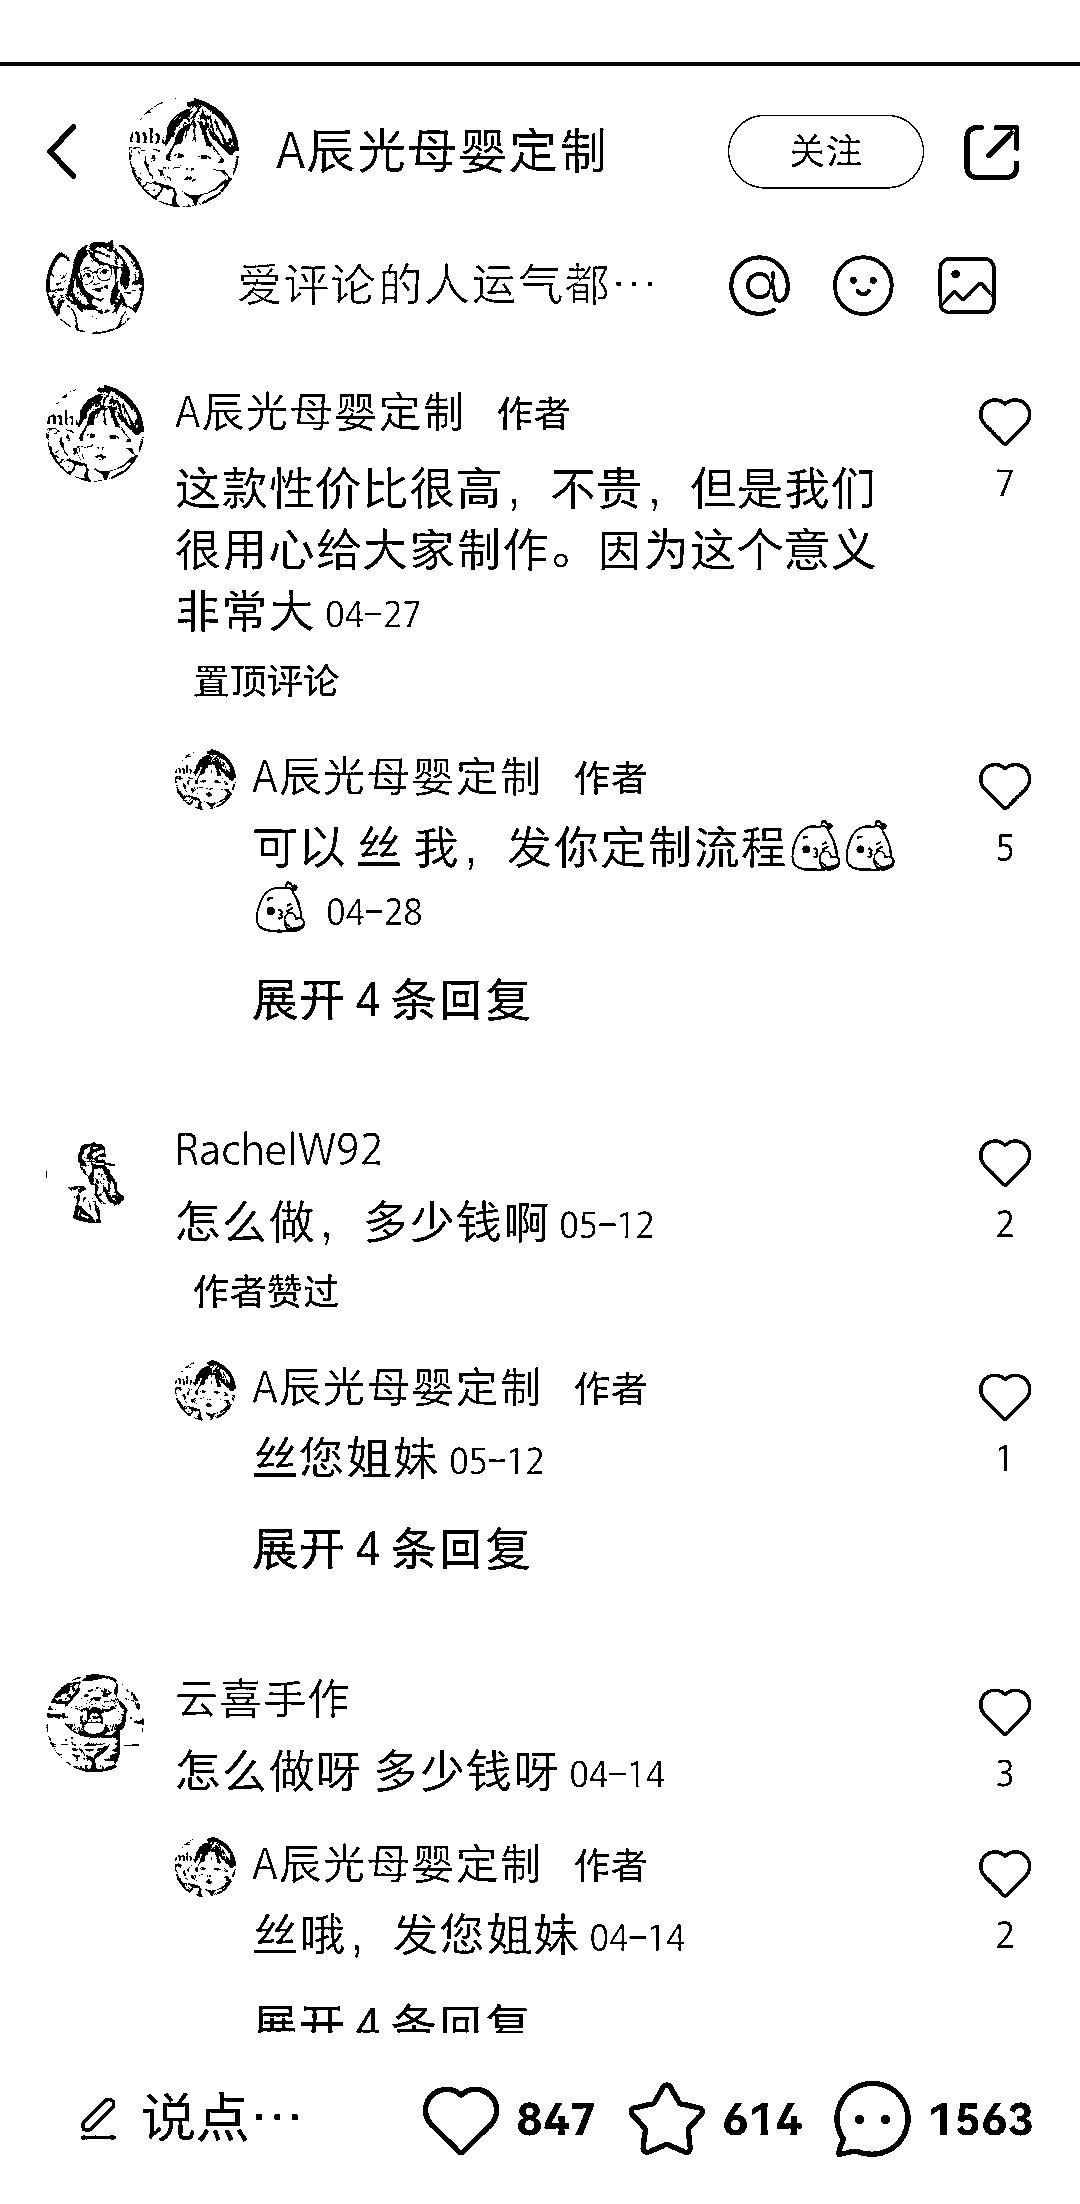 A辰光母婴定制
关注
爱评论的人运气都…
A辰光母婴定制 作者
这款性价比很高，不贵，但是我们
很用心给大家制作。因为这个意义
非常大 04-27
7
置顶评论
A辰光母婴定制 作者
可以 丝 我，发你定制流程
04-28
5
展开 4 条回复
RachelW92
怎么做，多少钱啊 05-12
2
作者赞过
A辰光母婴定制 作者
丝您姐妹 05-12
1
展开 4 条回复
云喜手作
怎么做呀 多少钱呀 04-14
3
A辰光母婴定制 作者
丝哦，发您姐妹 04-14
2
展开 4 条回复
说点… 847 614 1563